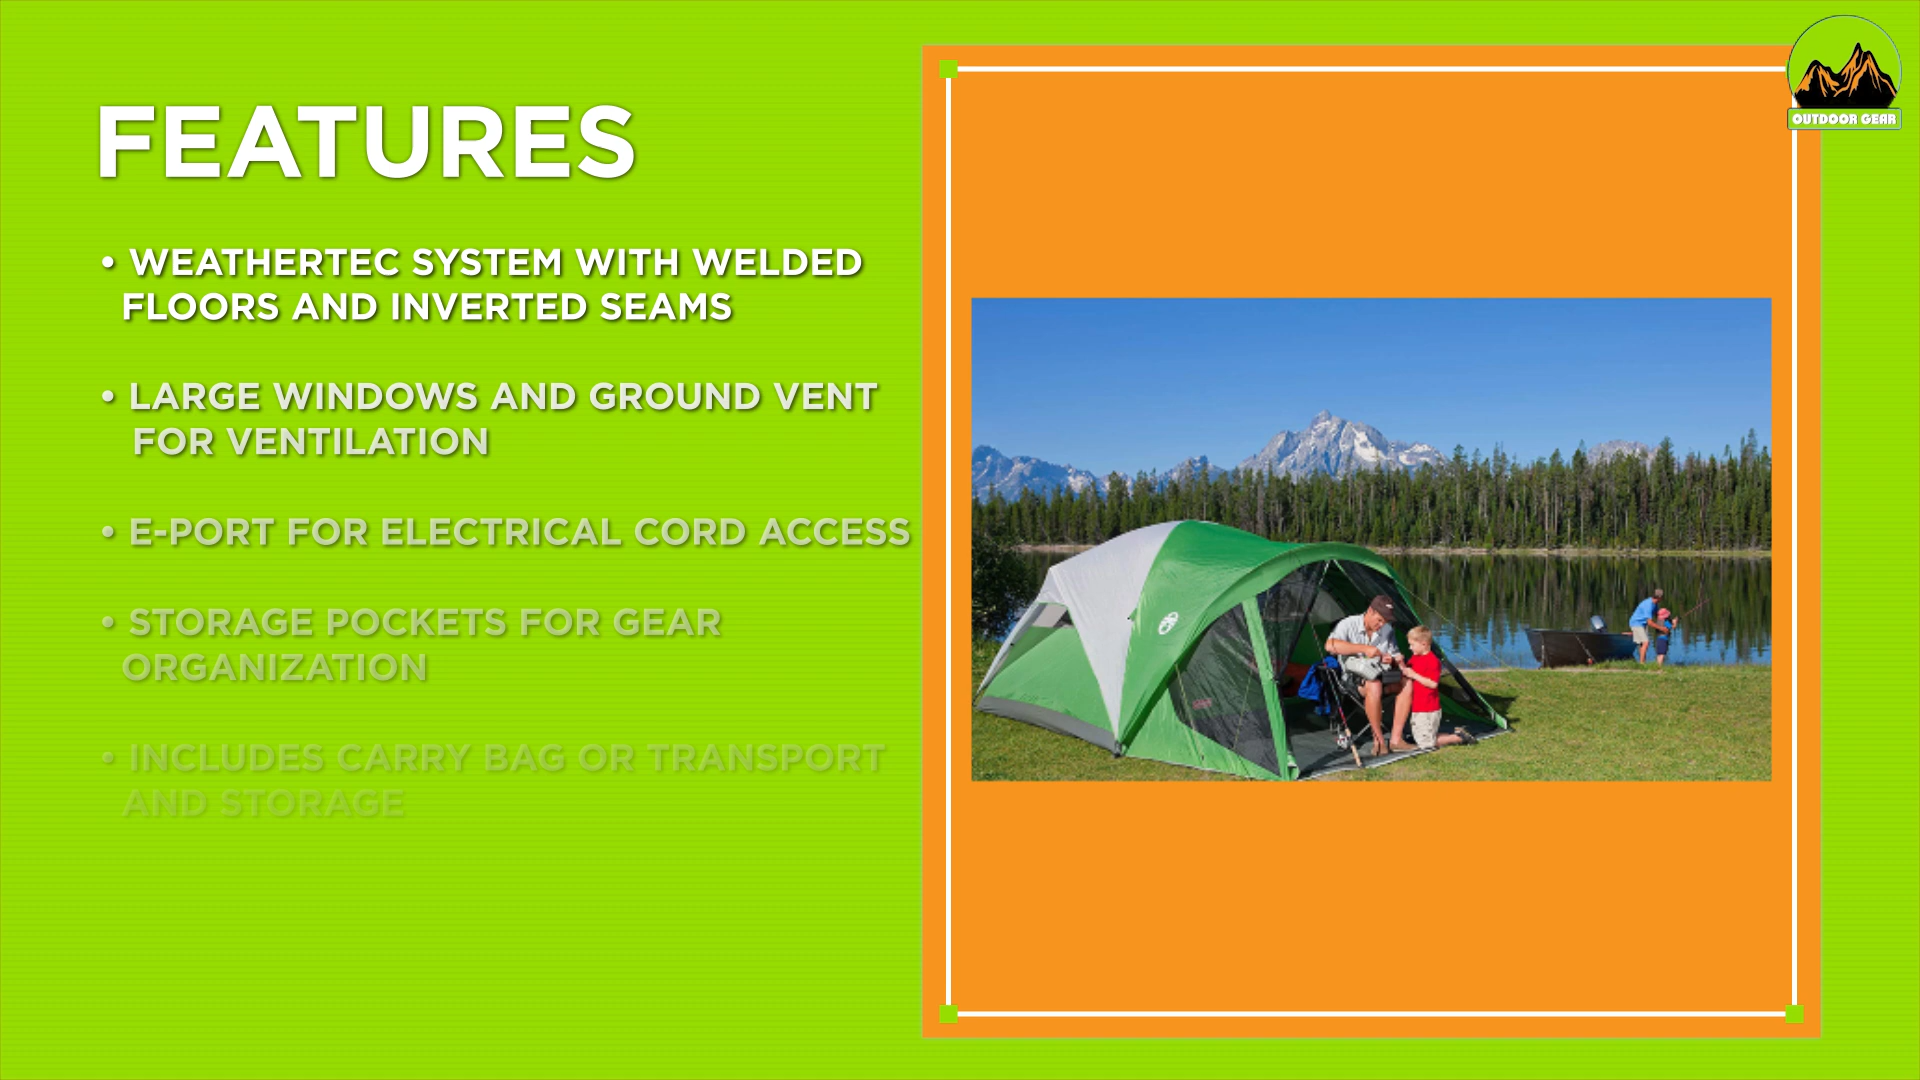 FEATURES
• WEATHERTEC SYSTEM WITH WELDED
FLOORS AND INVERTED SEAMS
• LARGE WINDOWS AND GROUND VENT
FOR VENTILATION
• E-PORT FOR ELECTRICAL CORD ACCESS
• STORAGE POCKETS FOR GEAR
ORGANIZATION
• INCLUDES CARRY BAG OR TRANSPORT
AND STORAGE
OUTDOOR GEAR